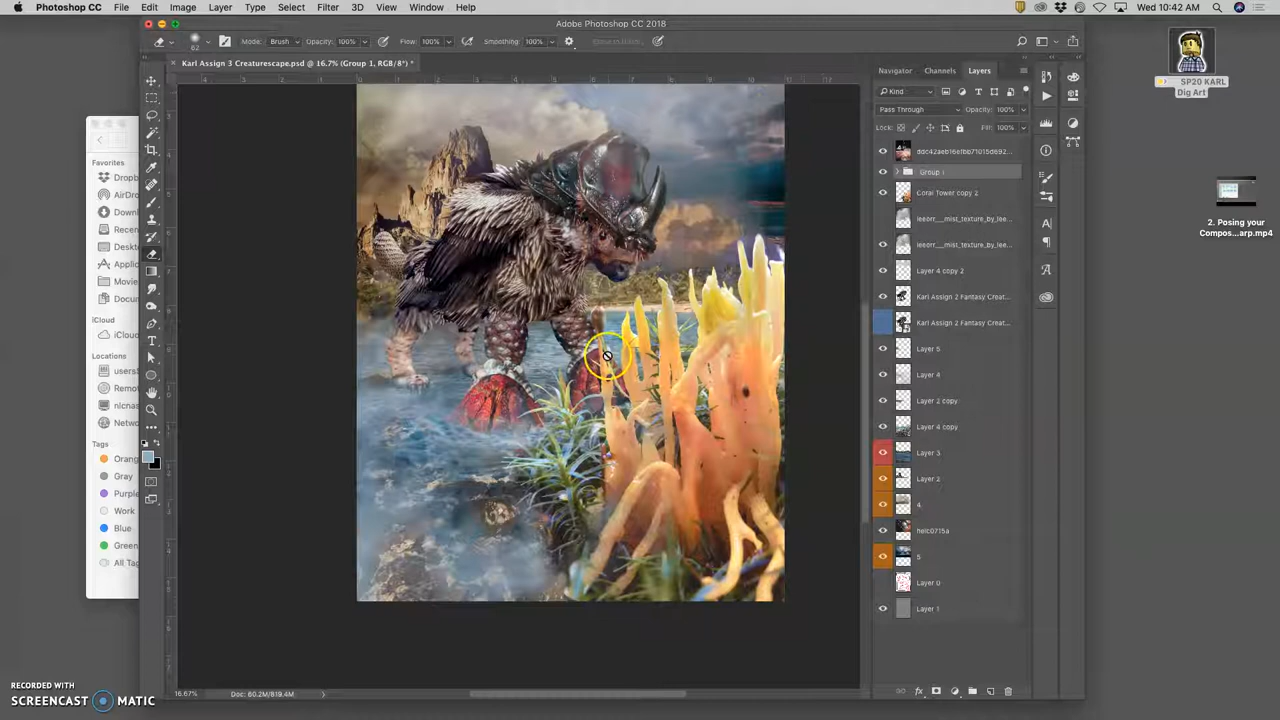 Photoshop CC File Edit Image Layer Type Select Filter 3D View Window Help Wed 10:42 AM
Adobe Photoshop CC 2018
Mode: Brush Opacity: 100% Flow: 100% Smoothing: 100%
Karl Assign 3 Creaturescape.psd @ 16.7% (Group 1, RGB/8*) *
Navigator Channels Layers
Kind
Pass Through Opacity: 100%
Lock: Fill: 100%
Group 1
Coral Tower copy 2
leeorr__mist_texture_by_lee...
leeorr__mist_texture_by_lee...
Layer 4 copy 2
Karl Assign 2 Fantasy Creat...
Karl Assign 2 Fantasy Creat...
Layer 5
Layer 4
Layer 2 copy
Layer 4 copy
Layer 3
Layer 2
4
helc0715a
5
Layer 0
Layer 1
Favorites
Dropb
AirDro
Downl
Recen
Deskto
Applic
Movie
Docum
iCloud
iCloud
Locations
users1
nicnas
Netwo
Tags
Orang
Gray
Purple
Work
Blue
Green
All Tag
SP20 KARL
Dig Art
2. Posing your
Compos...arp.mp4
16.67% Doc: 60.2M/819.4M
RECORDED WITH
SCREENCAST MATIC